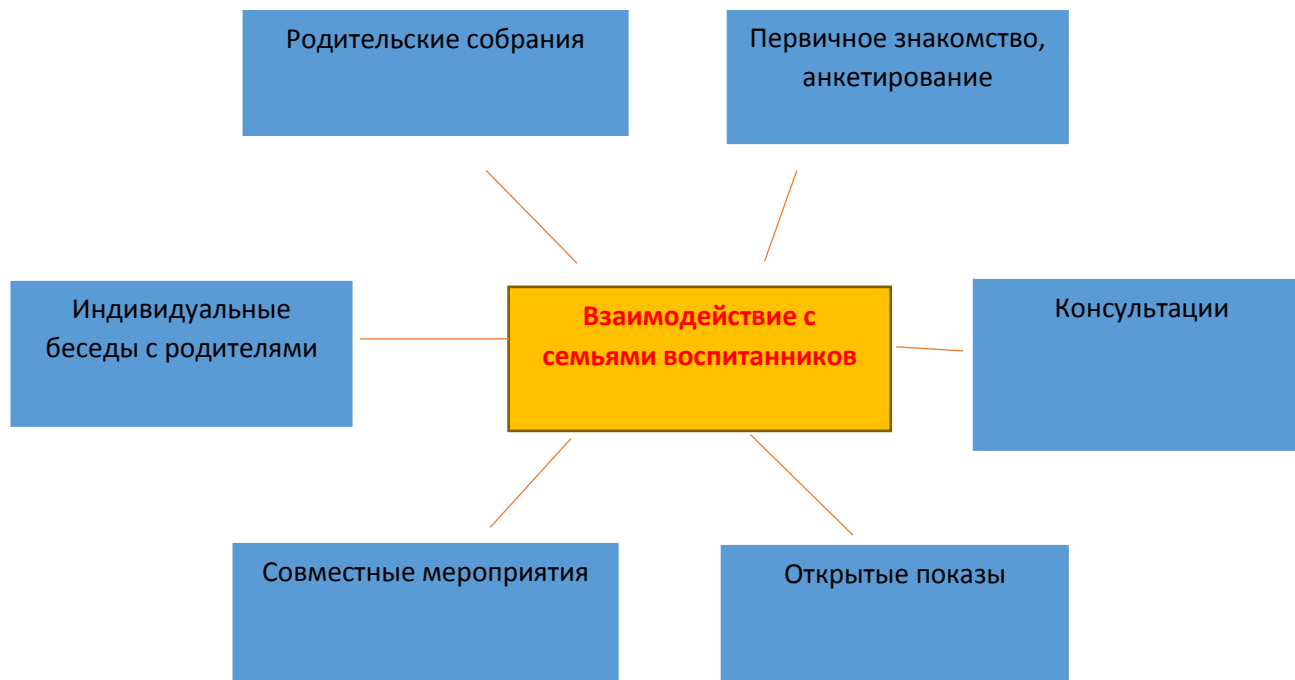 Родительские собрания
Первичное знакомство,
анкетирование
Индивидуальные
беседы с родителями
Взаимодействие с
семьями воспитанников
Консультации
Совместные мероприятия
Открытые показы